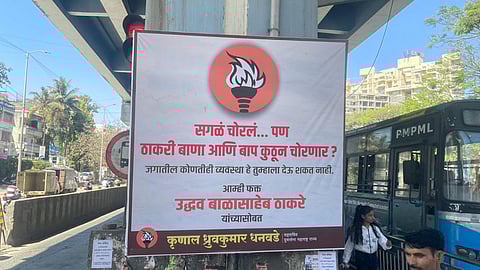 सगळं चोरलं... पण
ठाकरी बाणा आणि बाप कुठून चोरणार ?
जगातील कोणतीही व्यवस्था हे तुम्हाला देऊ शकत नाही.
आम्ही फक्त
उद्धव बाळासाहेब ठाकरे
यांच्यासोबत
कृणाल ध्रुवकुमार धनवडे
PMPML